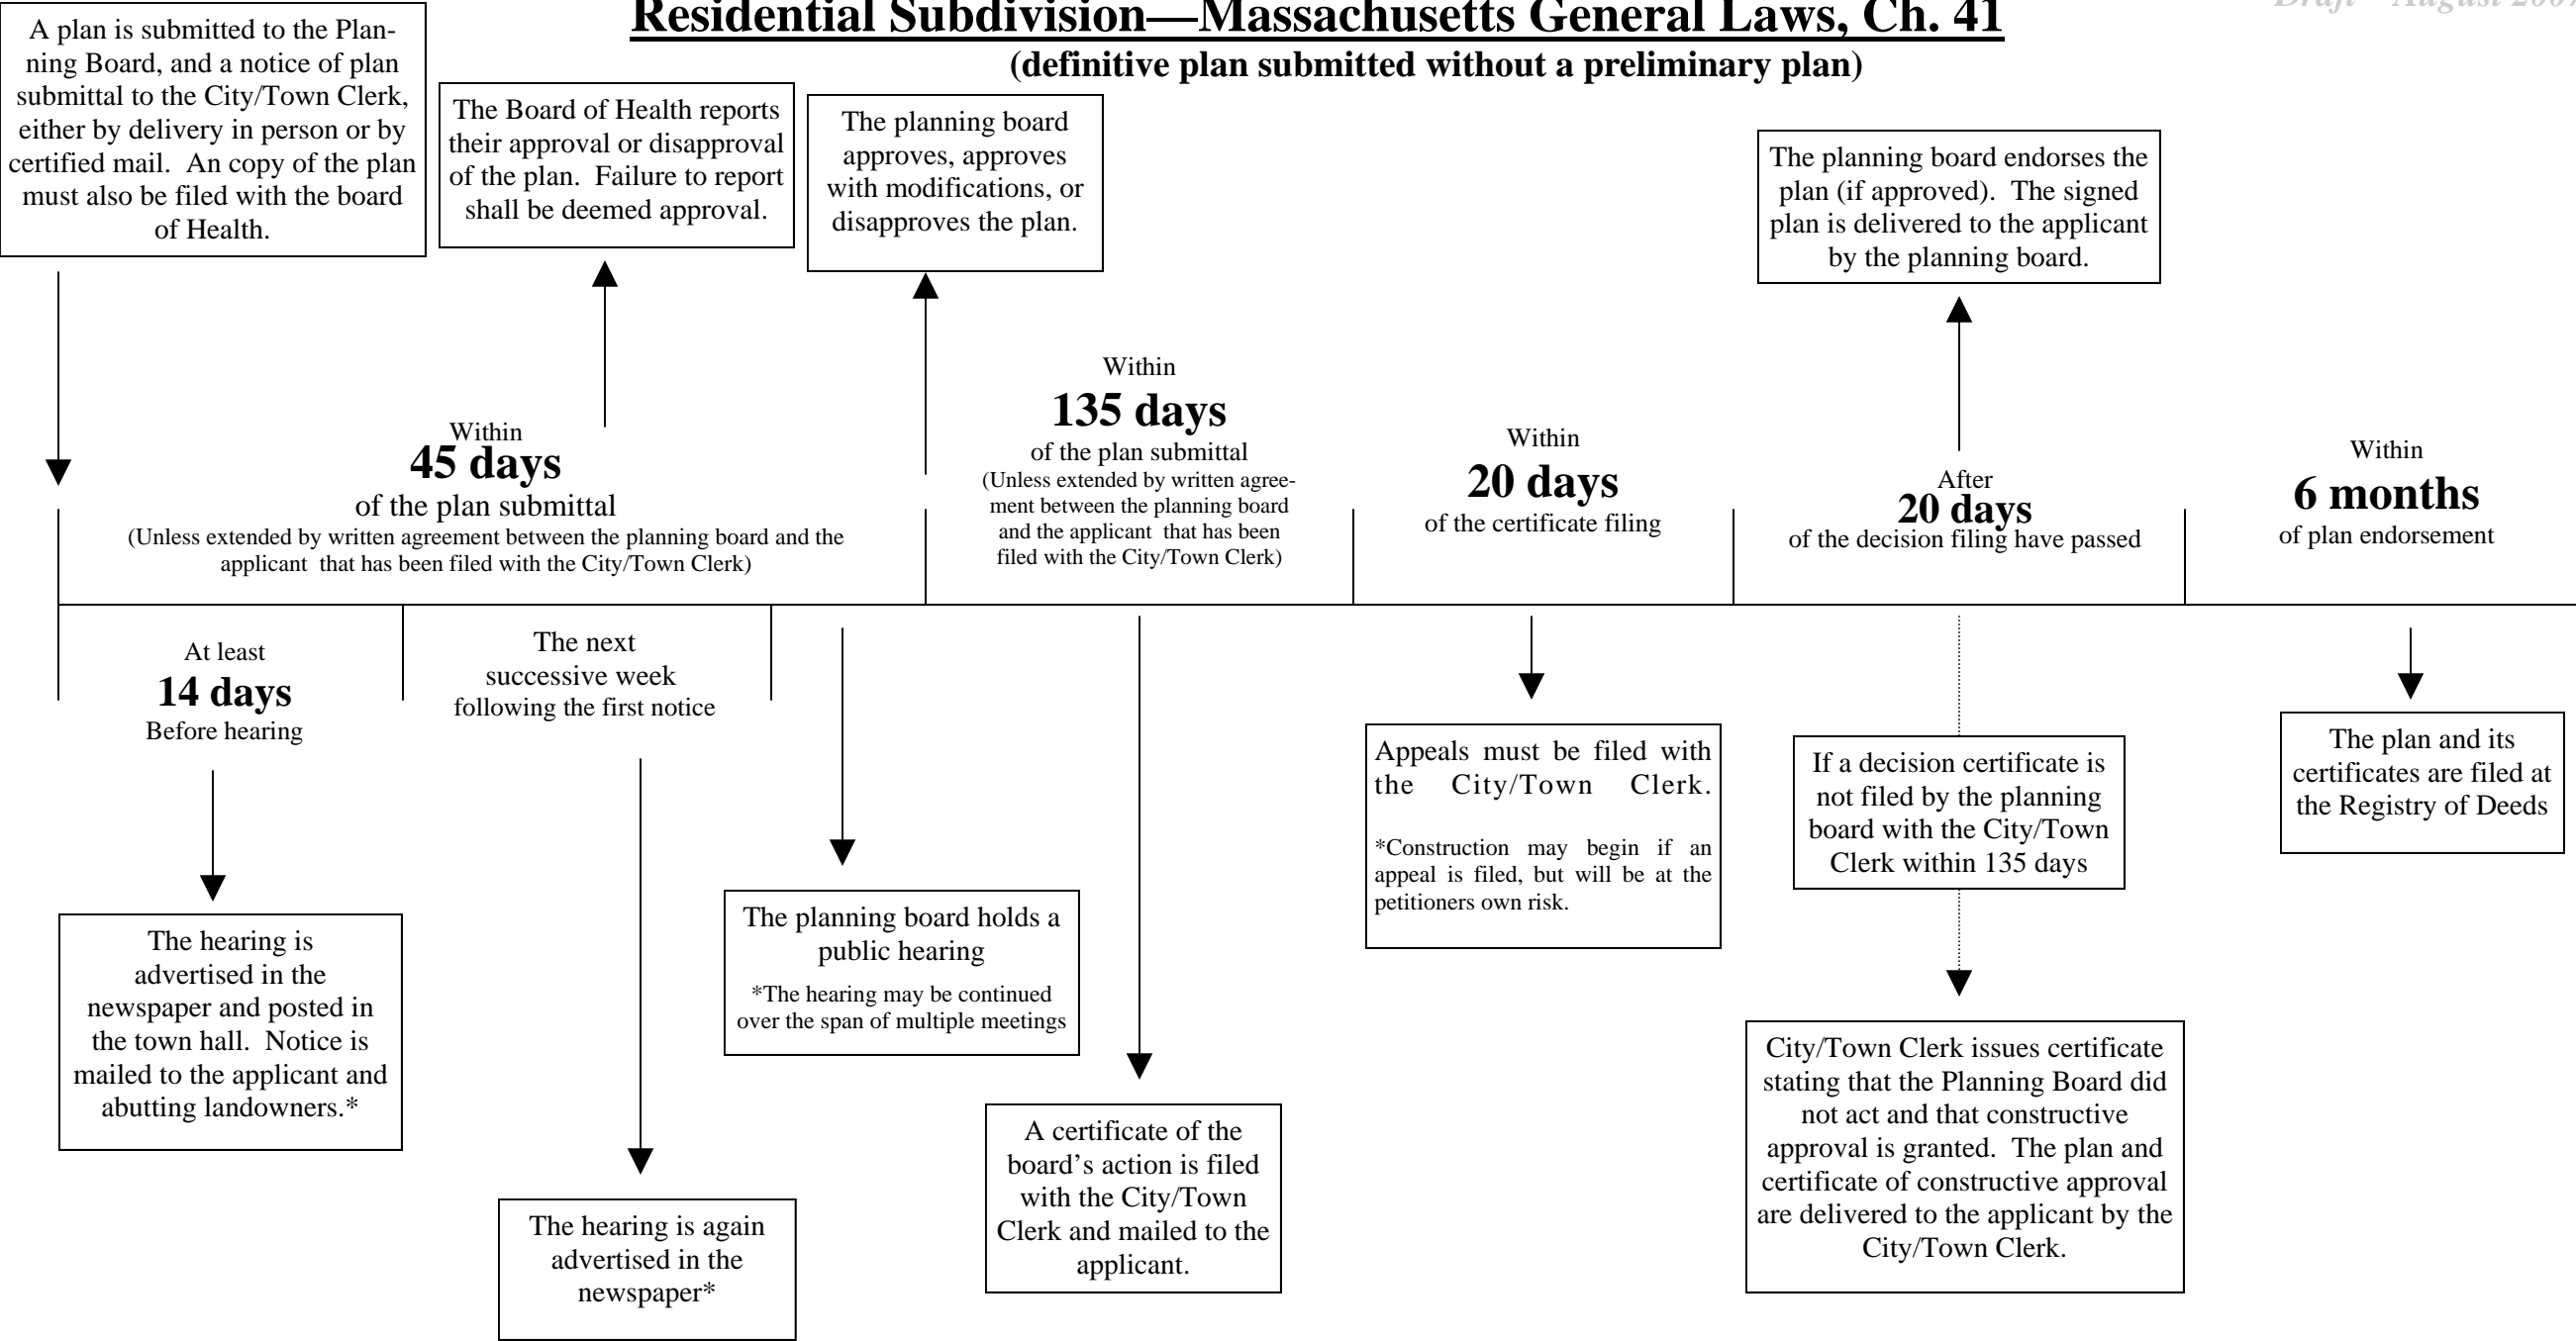 Residential Subdivision—Massachusetts General Laws, Ch. 41
(definitive plan submitted without a preliminary plan)
Draft – August 2007
A plan is submitted to the Plan-
ning Board, and a notice of plan
submittal to the City/Town Clerk,
either by delivery in person or by
certified mail.  An copy of the plan
must also be filed with the board
of Health.
The Board of Health reports
their approval or disapproval
of the plan.  Failure to report
shall be deemed approval.
The planning board
approves, approves
with modifications, or
disapproves the plan.
The planning board endorses the
plan (if approved).  The signed
plan is delivered to the applicant
by the planning board.
Within
45 days
of the plan submittal
(Unless extended by written agreement between the planning board and the
applicant  that has been filed with the City/Town Clerk)
Within
135 days
of the plan submittal
(Unless extended by written agree-
ment between the planning board
and the applicant  that has been
filed with the City/Town Clerk)
Within
20 days
of the certificate filing
After
20 days
of the decision filing have passed
Within
6 months
of plan endorsement
At least
14 days
Before hearing
The next
successive week
following the first notice
The hearing is
advertised in the
newspaper and posted in
the town hall.  Notice is
mailed to the applicant and
abutting landowners.*
The hearing is again
advertised in the
newspaper*
The planning board holds a
public hearing
*The hearing may be continued
over the span of multiple meetings
A certificate of the
board’s action is filed
with the City/Town
Clerk and mailed to the
applicant.
Appeals must be filed with
the City/Town Clerk.
*Construction may begin if an
appeal is filed, but will be at the
petitioners own risk.
If a decision certificate is
not filed by the planning
board with the City/Town
Clerk within 135 days
City/Town Clerk issues certificate
stating that the Planning Board did
not act and that constructive
approval is granted.  The plan and
certificate of constructive approval
are delivered to the applicant by the
City/Town Clerk.
The plan and its
certificates are filed at
the Registry of Deeds